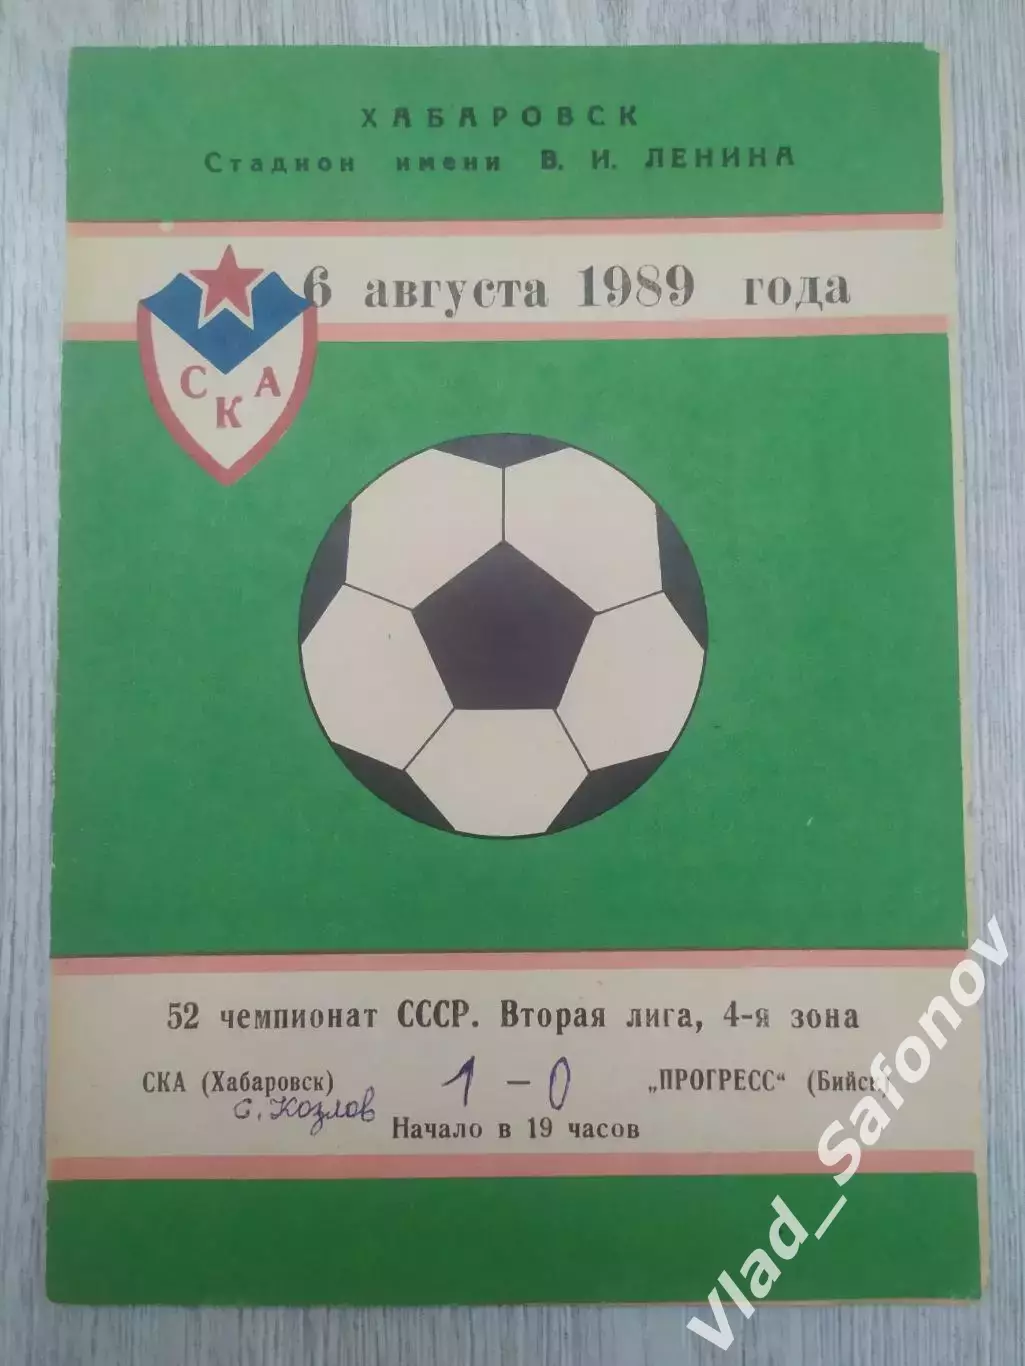 ХАБАРОВСК
Стадион имени В. И. ЛЕНИНА
6 августа 1989 года
СКА
52 чемпионат СССР. Вторая лига, 4-я зона
СКА (Хабаровск) 1 - 0 „ПРОГРЕСС“ (Бийск)
С. Козлов
Начало в 19 часов
Vlad_Safonov